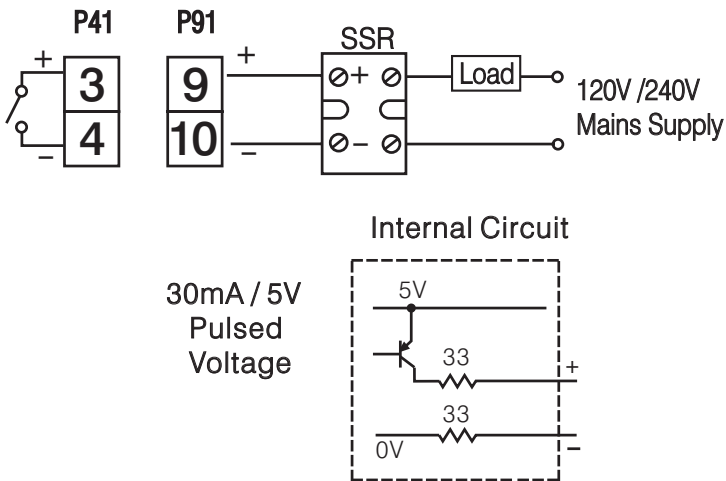 P41 P91
SSR
+ 3 + 9 + Load
120V /240V
Mains Supply
− 4 − 10 −
Internal Circuit
30mA / 5V
Pulsed
Voltage
5V
33 +
33
0V −